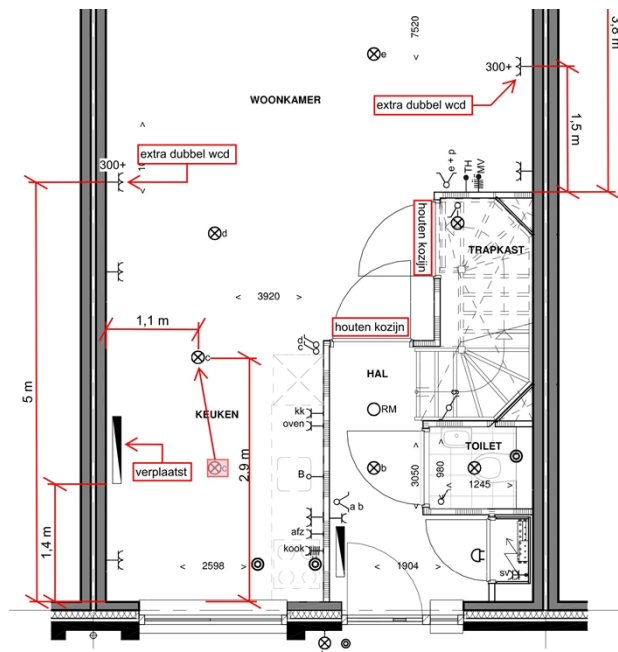 7520
3,8 m
e
300+
WOONKAMER
extra dubbel wcd
1,5 m
extra dubbel wcd
300+
e + p
TH
MV
houten kozijn
TRAPKAST
d
3920
1,1 m
houten kozijn
d
c
c
HAL
5 m
kk
RM
g
KEUKEN
oven
2,9 m
TOILET
c
verplaatst
B
b
3050
980
1245
a b
1,4 m
afz
kook
2598
1904
sv